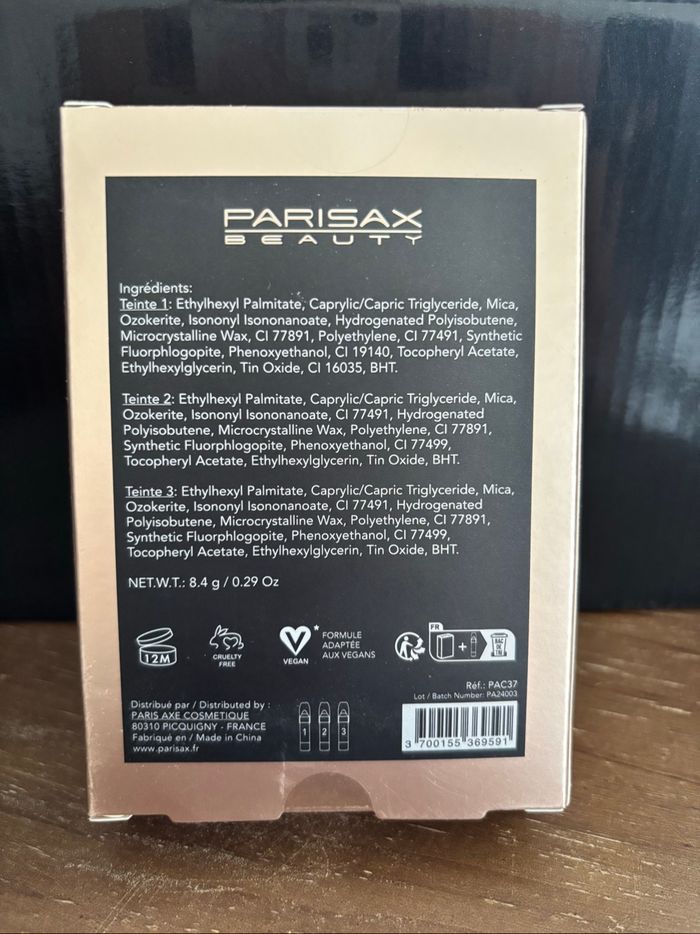 PARISAX
BEAUTY
Ingrédients:
Teinte 1: Ethylhexyl Palmitate, Caprylic/Capric Triglyceride, Mica,
Ozokerite, Isononyl Isononanoate, Hydrogenated Polyisobutene,
Microcrystalline Wax, CI 77891, Polyethylene, CI 77491, Synthetic
Fluorphlogopite, Phenoxyethanol, CI 19140, Tocopheryl Acetate,
Ethylhexylglycerin, Tin Oxide, CI 16035, BHT.
Teinte 2: Ethylhexyl Palmitate, Caprylic/Capric Triglyceride, Mica,
Ozokerite, Isononyl Isononanoate, CI 77491, Hydrogenated
Polyisobutene, Microcrystalline Wax, Polyethylene, CI 77891,
Synthetic Fluorphlogopite, Phenoxyethanol, CI 77499,
Tocopheryl Acetate, Ethylhexylglycerin, Tin Oxide, BHT.
Teinte 3: Ethylhexyl Palmitate, Caprylic/Capric Triglyceride, Mica,
Ozokerite, Isononyl Isononanoate, CI 77491, Hydrogenated
Polyisobutene, Microcrystalline Wax, Polyethylene, CI 77891,
Synthetic Fluorphlogopite, Phenoxyethanol, CI 77499,
Tocopheryl Acetate, Ethylhexylglycerin, Tin Oxide, BHT.
NET.W.T.: 8.4 g / 0.29 Oz
12M
CRUELTY
FREE
VEGAN
*
FORMULE
ADAPTÉE
AUX VEGANS
FR
+
BAC
DE
TRI
Réf.: PAC37
Lot / Batch Number: PA24003
Distribué par / Distributed by :
PARIS AXE COSMETIQUE
80310 PICQUIGNY - FRANCE
Fabriqué en / Made in China
www.parisax.fr
1 2 3
3 700155 369591